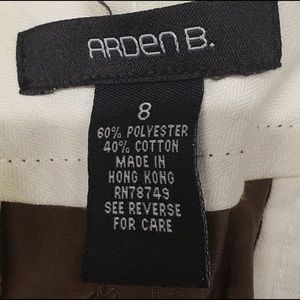 ARDEN B.
8
60% POLYESTER
40% COTTON
MADE IN
HONG KONG
RN78749
SEE REVERSE
FOR CARE